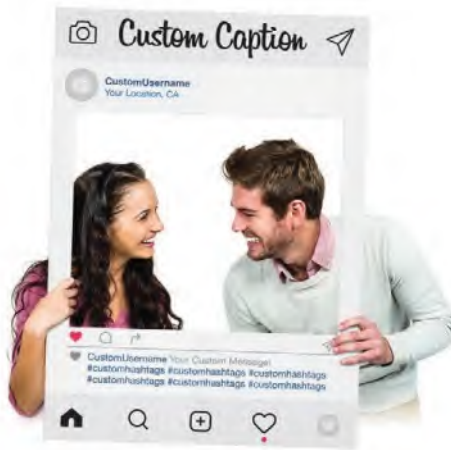 Custom Caption
CustomUsername
Your Location, CA
CustomUsername Your Custom Message!
#customhashtags #customhashtags #customhashtags
#customhashtags #customhashtags #customhashtags